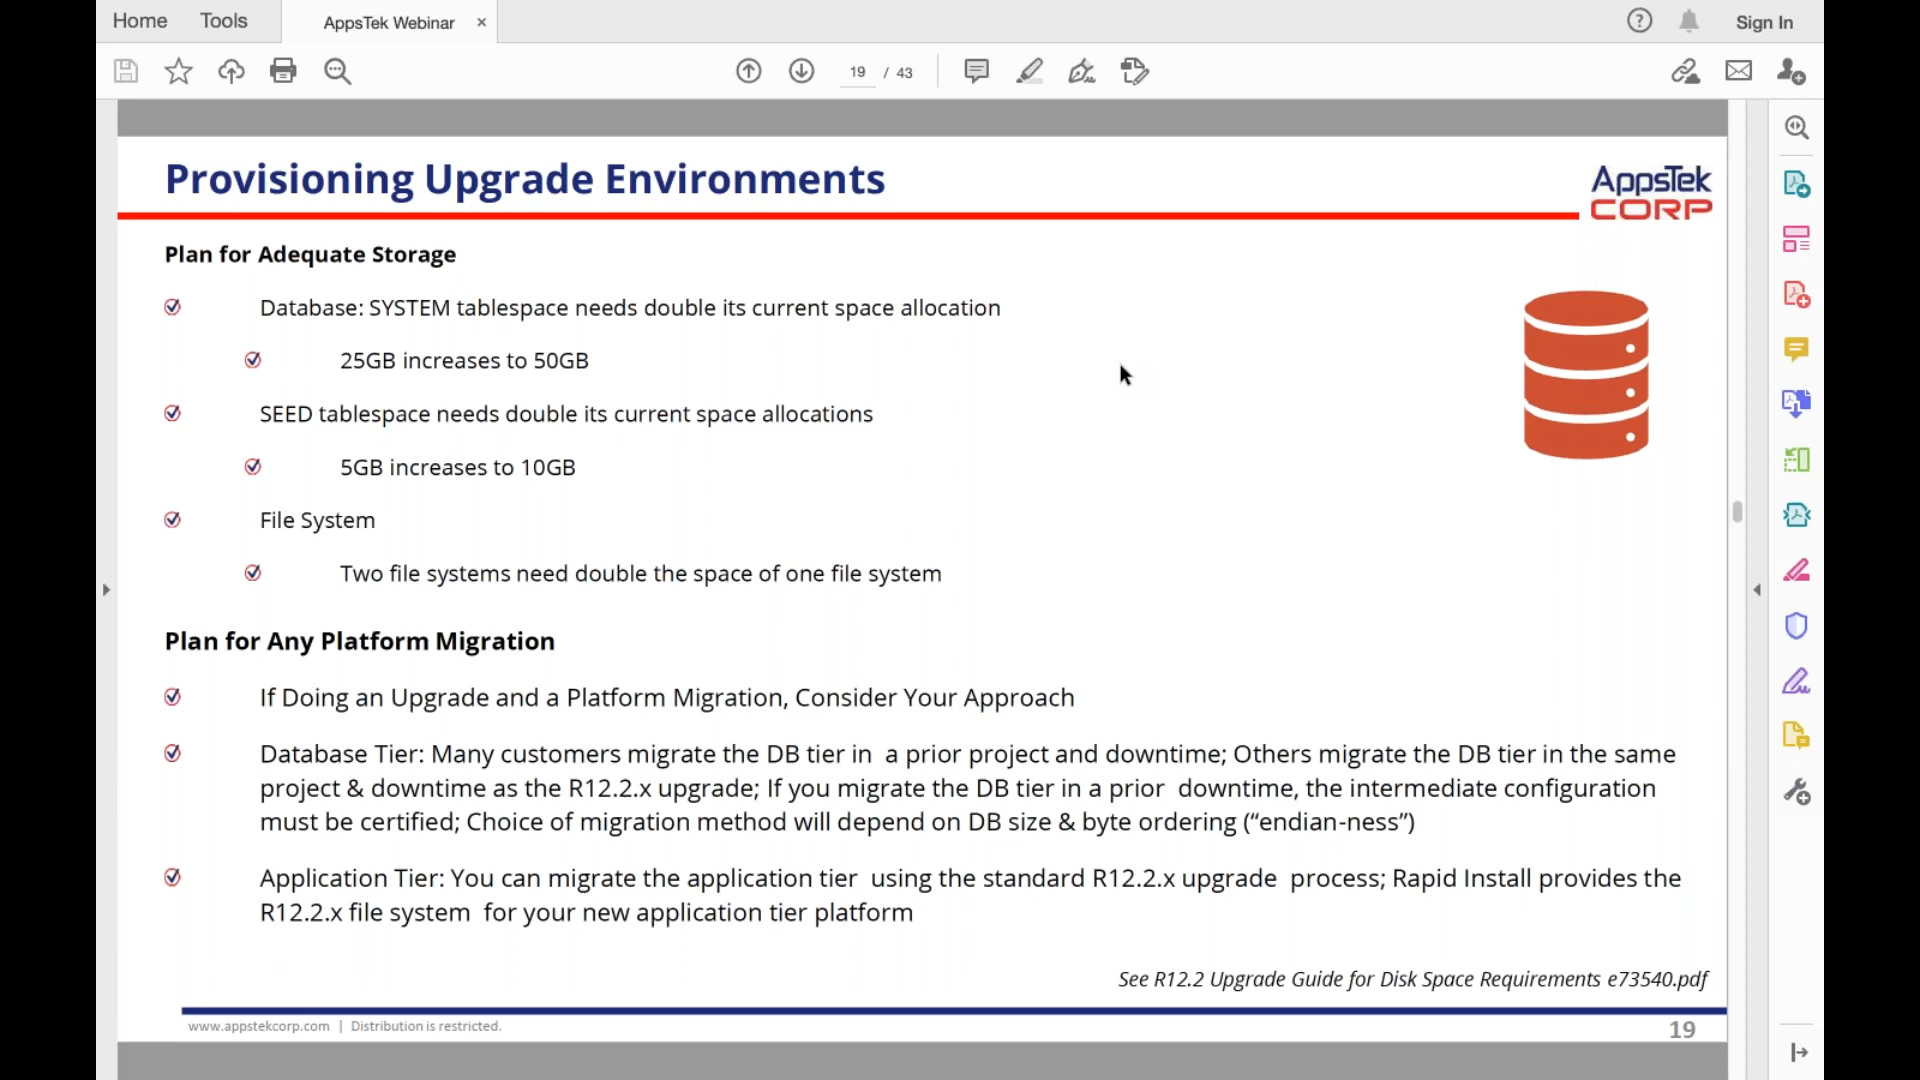 Home Tools AppsTek Webinar × ? Sign In
19 / 43
Provisioning Upgrade Environments
AppsTek
CORP
Plan for Adequate Storage
Database: SYSTEM tablespace needs double its current space allocation
25GB increases to 50GB
SEED tablespace needs double its current space allocations
5GB increases to 10GB
File System
Two file systems need double the space of one file system
Plan for Any Platform Migration
If Doing an Upgrade and a Platform Migration, Consider Your Approach
Database Tier: Many customers migrate the DB tier in a prior project and downtime; Others migrate the DB tier in the same
project & downtime as the R12.2.x upgrade; If you migrate the DB tier in a prior downtime, the intermediate configuration
must be certified; Choice of migration method will depend on DB size & byte ordering (“endian-ness”)
Application Tier: You can migrate the application tier using the standard R12.2.x upgrade process; Rapid Install provides the
R12.2.x file system for your new application tier platform
See R12.2 Upgrade Guide for Disk Space Requirements e73540.pdf
www.appstekcorp.com | Distribution is restricted.
19